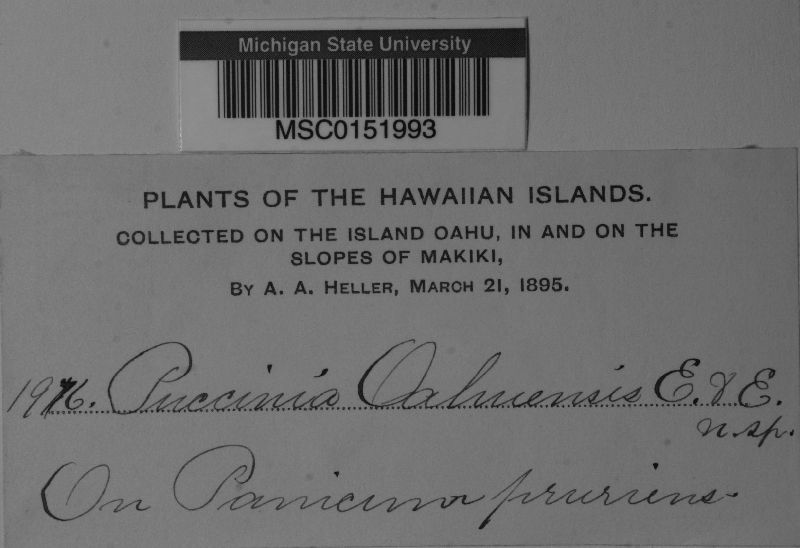 Michigan State University
MSC0151993
PLANTS OF THE HAWAIIAN ISLANDS.
COLLECTED ON THE ISLAND OAHU, IN AND ON THE
SLOPES OF MAKIKI,
BY A. A. HELLER, MARCH 21, 1895.
Puccinia Oahuensis E. & E.
n. sp.
On Panicum pruriens.